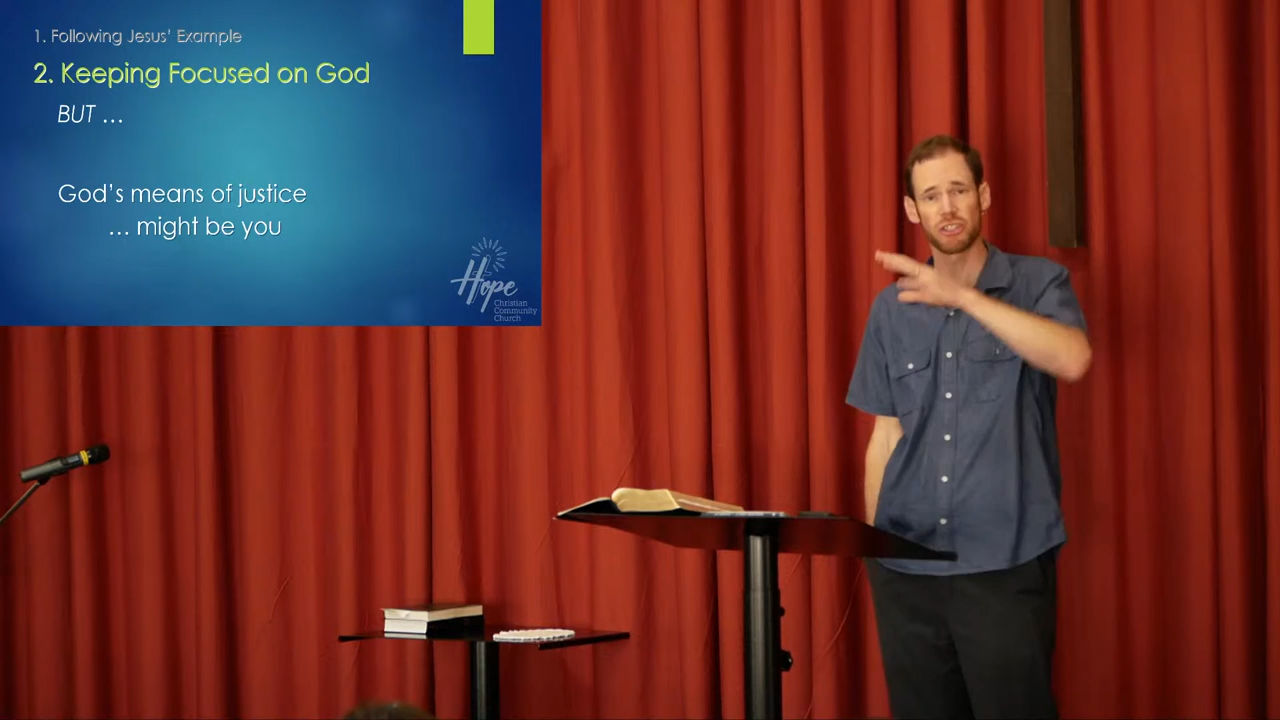 1. Following Jesus' Example
2. Keeping Focused on God
BUT ...
God's means of justice
... might be you
Hope
Christian
Community
Church